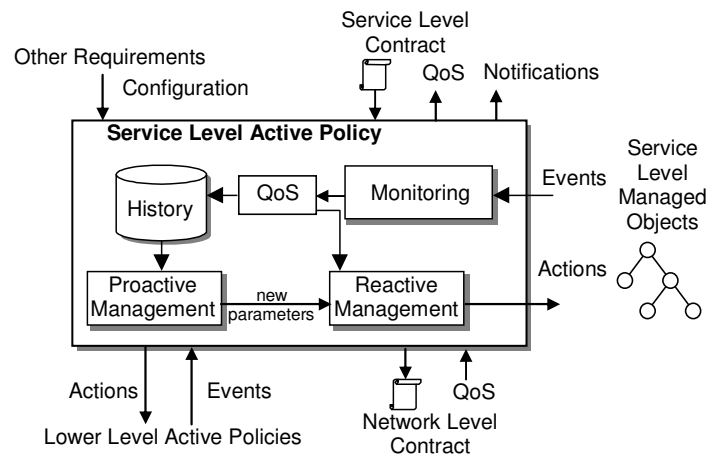 Service Level
Contract
Other Requirements
QoS
Notifications
Configuration
Service Level Active Policy
Service
Level
Managed
Objects
History
QoS
Monitoring
Events
Actions
Proactive
Management
new
parameters
Reactive
Management
Actions
Events
QoS
Lower Level Active Policies
Network Level
Contract